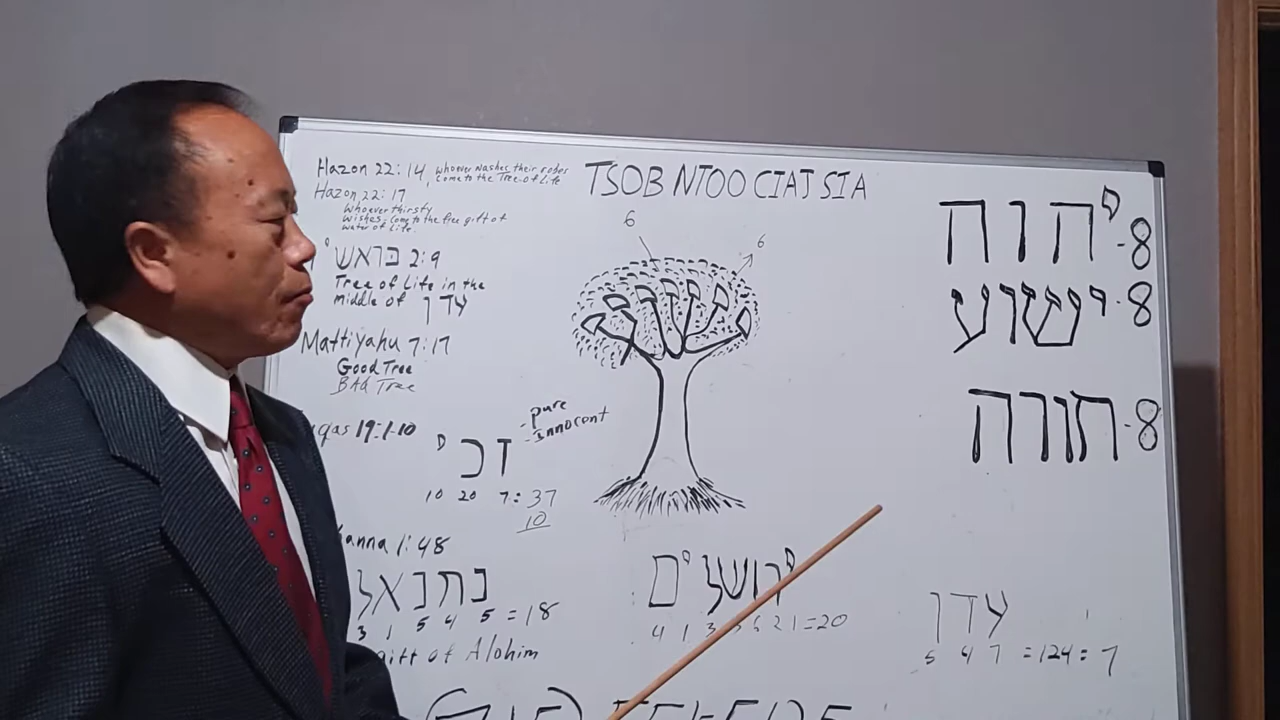 TSOB NTOO CIAJ SIA
Hazon 22:14, whoever washes their robes
come to the Tree of Life
Hazon 22:17
Whoever thirsty
wishes come to the free gift of
water of Life.
בראש 2:9
Tree of Life in the
middle of עדן
Mattiyahu 7:17
Good Tree
Bad Tree
19:1-10
זכי
- pure
- innocent
10 20 7 = 37
10
1:48
נתנאל
3 1 5 4 5 = 18
gift of Alohim
6
6
ירושלים
=20
יהוה -8
ישוע -8
תורה -8
עדן
5 4 7 =124= 7